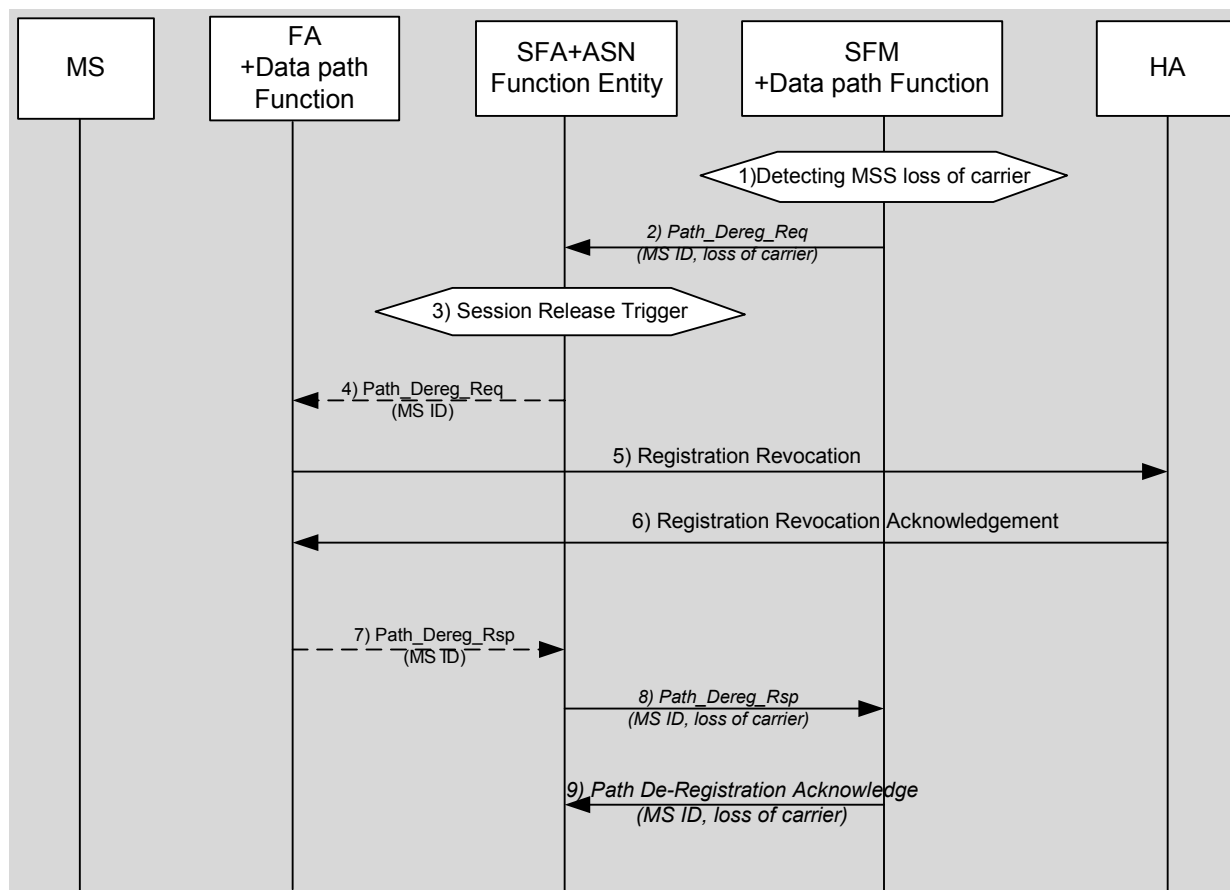 MS
FA
+Data path
Function
SFA+ASN
Function Entity
SFM
+Data path Function
HA
1)Detecting MSS loss of carrier
2) Path_Dereg_Req
(MS ID, loss of carrier)
3) Session Release Trigger
4) Path_Dereg_Req
(MS ID)
5) Registration Revocation
6) Registration Revocation Acknowledgement
7) Path_Dereg_Rsp
(MS ID)
8) Path_Dereg_Rsp
(MS ID, loss of carrier)
9) Path De-Registration Acknowledge
(MS ID, loss of carrier)